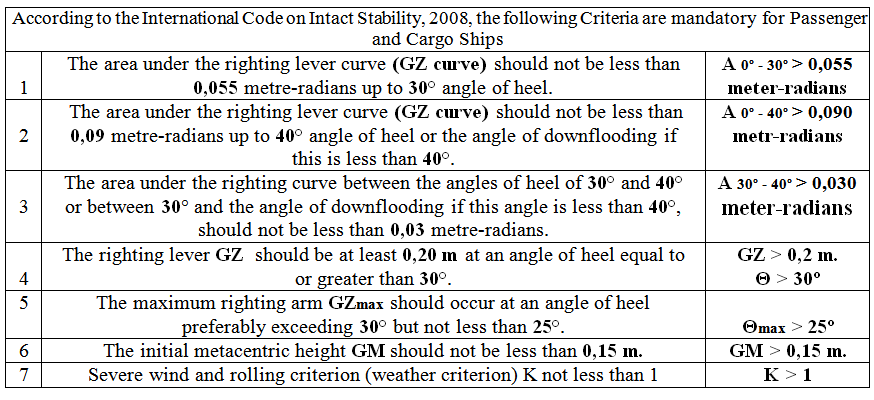 According to the International Code on Intact Stability, 2008, the following Criteria are mandatory for Passenger
and Cargo Ships
1
The area under the righting lever curve (GZ curve) should not be less than
0,055 metre-radians up to 30° angle of heel.
A 0° - 30° > 0,055
meter-radians
2
The area under the righting lever curve (GZ curve) should not be less than
0,09 metre-radians up to 40° angle of heel or the angle of downflooding if
this is less than 40°.
A 0° - 40° > 0,090
metr-radians
3
The area under the righting curve between the angles of heel of 30° and 40°
or between 30° and the angle of downflooding if this angle is less than 40°,
should not be less than 0,03 metre-radians.
A 30° - 40° > 0,030
meter-radians
4
The righting lever GZ should be at least 0,20 m at an angle of heel equal to
or greater than 30°.
GZ > 0,2 m.
Θ > 30°
5
The maximum righting arm GZmax should occur at an angle of heel
preferably exceeding 30° but not less than 25°.
Θmax > 25°
6
The initial metacentric height GM should not be less than 0,15 m.
GM > 0,15 m.
7
Severe wind and rolling criterion (weather criterion) K not less than 1
K > 1